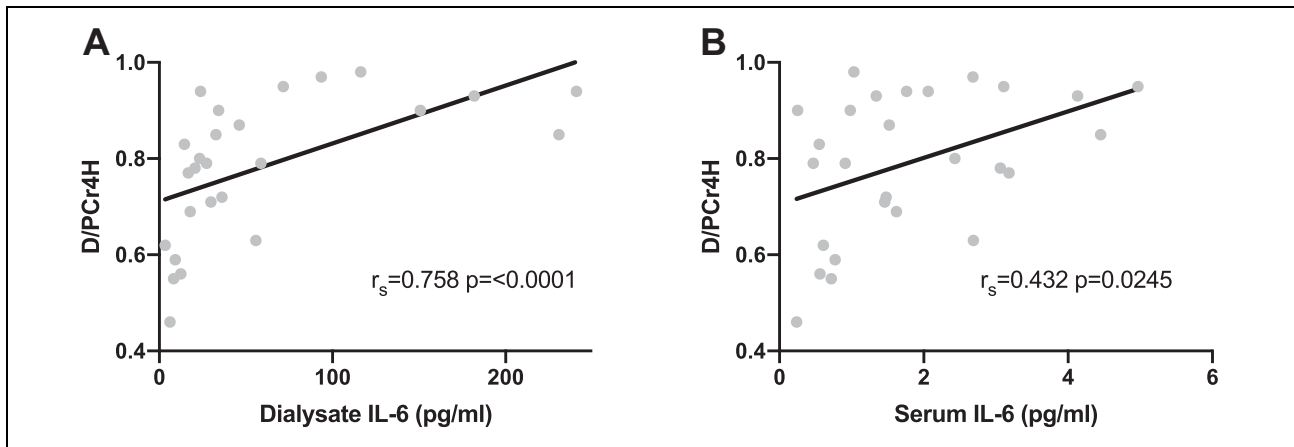 A
1.0
0.8
0.6
0.4
D/PCr4H
rs=0.758 p=<0.0001
0 100 200
Dialysate IL-6 (pg/ml)
B
1.0
0.8
0.6
0.4
D/PCr4H
rs=0.432 p=0.0245
0 2 4 6
Serum IL-6 (pg/ml)